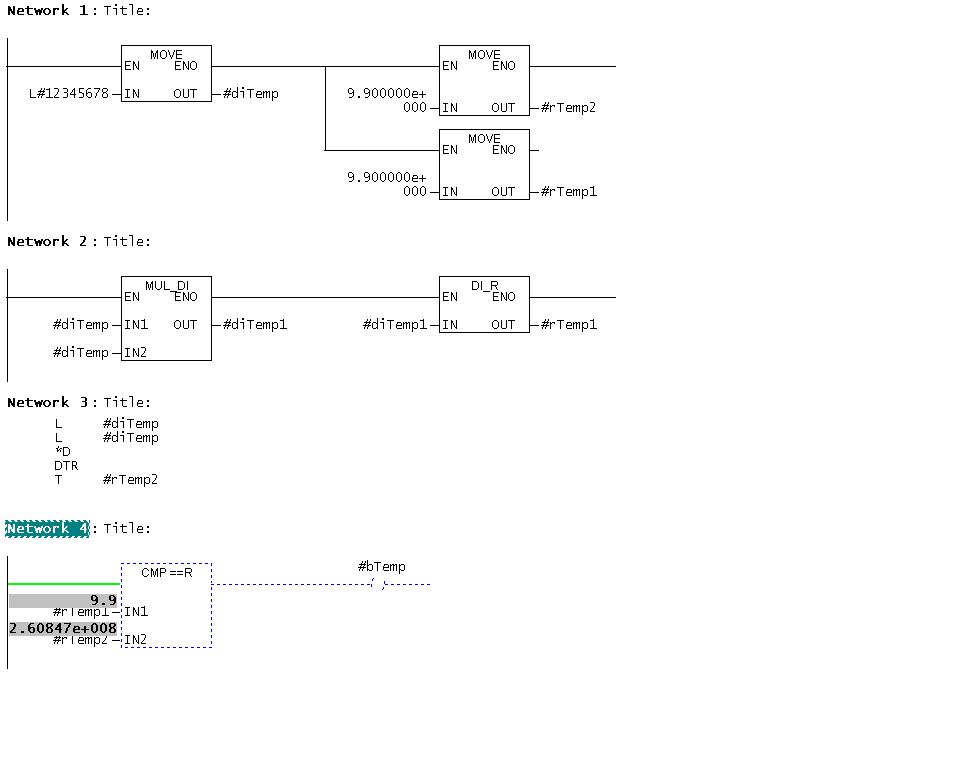 Network 1: Title:
MOVE MOVE
EN ENO EN ENO
L#12345678 IN OUT #diTemp 9.900000e+
000 IN OUT #rTemp2
MOVE
EN ENO
9.900000e+
000 IN OUT #rTemp1
Network 2: Title:
MUL_DI DI_R
EN ENO EN ENO
#diTemp IN1 OUT #diTemp1 #diTemp1 IN OUT #rTemp1
#diTemp IN2
Network 3: Title:
L #diTemp
L #diTemp
*D
DTR
T #rTemp2
Network 4: Title:
CMP ==R #bTemp
9.9
#rTemp1 IN1
2.60847e+008
#rTemp2 IN2